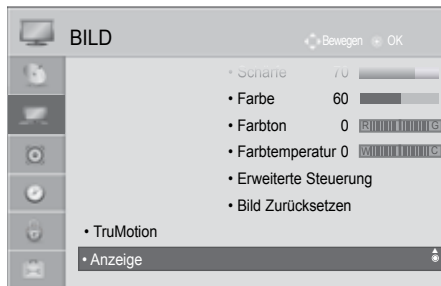 BILD
Bewegen OK
• Schärfe 70
• Farbe 60
• Farbton 0 R G
• Farbtemperatur 0 W C
• Erweiterte Steuerung
• Bild Zurücksetzen
• TruMotion
• Anzeige